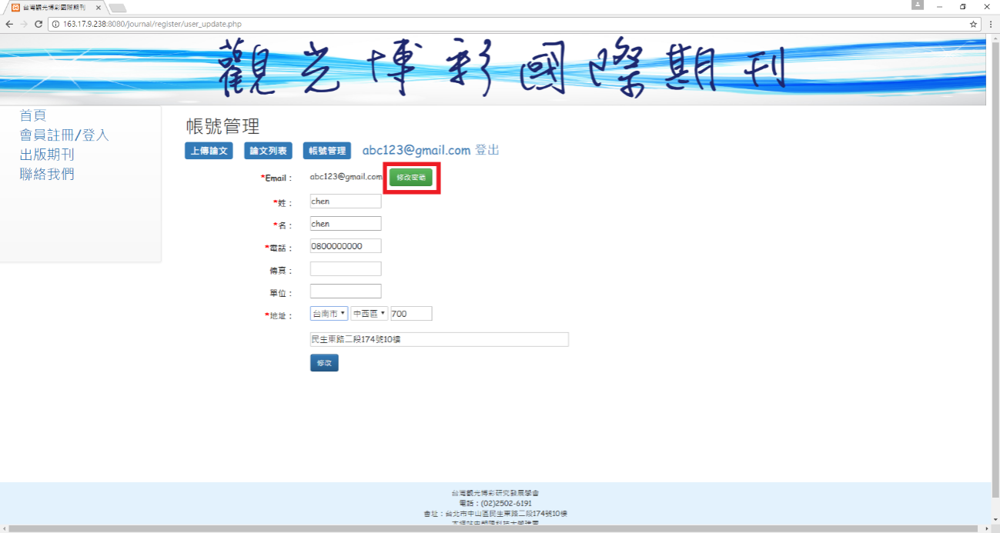 台灣觀光博彩國際期刊
163.17.9.238:8080/journal/register/user_update.php
觀光博彩國際期刊
首頁
會員註冊/登入
出版期刊
聯絡我們
帳號管理
上傳論文 論文列表 帳號管理 abc123@gmail.com 登出
*Email： abc123@gmail.com 修改密碼
*姓： chen
*名： chen
*電話： 0800000000
傳真：
單位：
*地址： 台南市 中西區 700
民生東路二段174號10樓
修改
台灣觀光博彩研究發展學會
電話：(02)2502-6191
會址：台北市中山區民生東路二段174號10樓